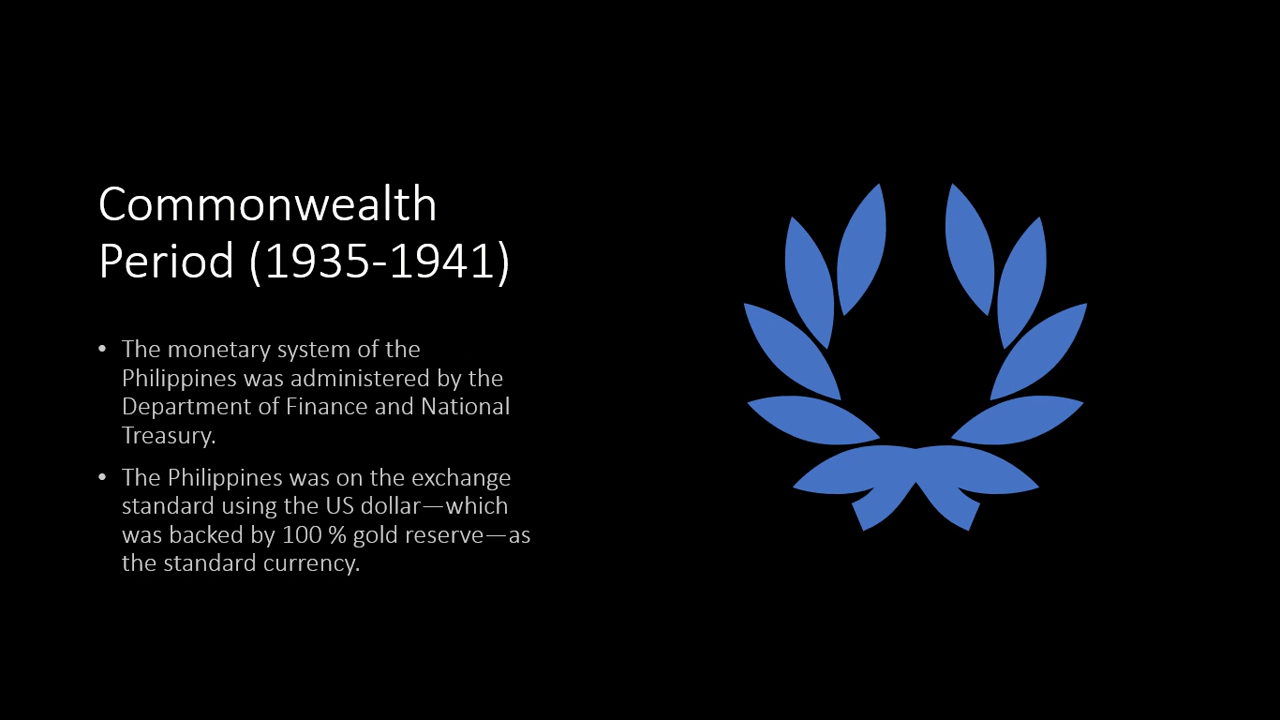 Commonwealth
Period (1935-1941)
• The monetary system of the
Philippines was administered by the
Department of Finance and National
Treasury.
• The Philippines was on the exchange
standard using the US dollar—which
was backed by 100 % gold reserve—as
the standard currency.